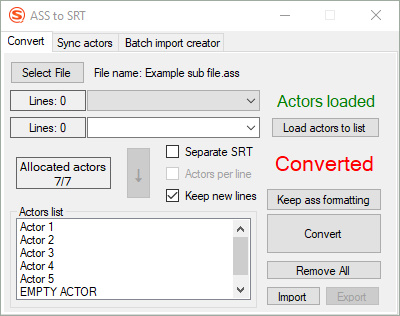 ASS to SRT
Convert
Sync actors
Batch import creator
Select File
File name: Example sub file.ass
Lines: 0
Actors loaded
Lines: 0
Load actors to list
Separate SRT
Converted
Allocated actors
7/7
↓
Actors per line
Keep new lines
Keep ass formatting
Actors list
Actor 1
Actor 2
Actor 3
Actor 4
Actor 5
EMPTY ACTOR
Convert
Remove All
Import
Export